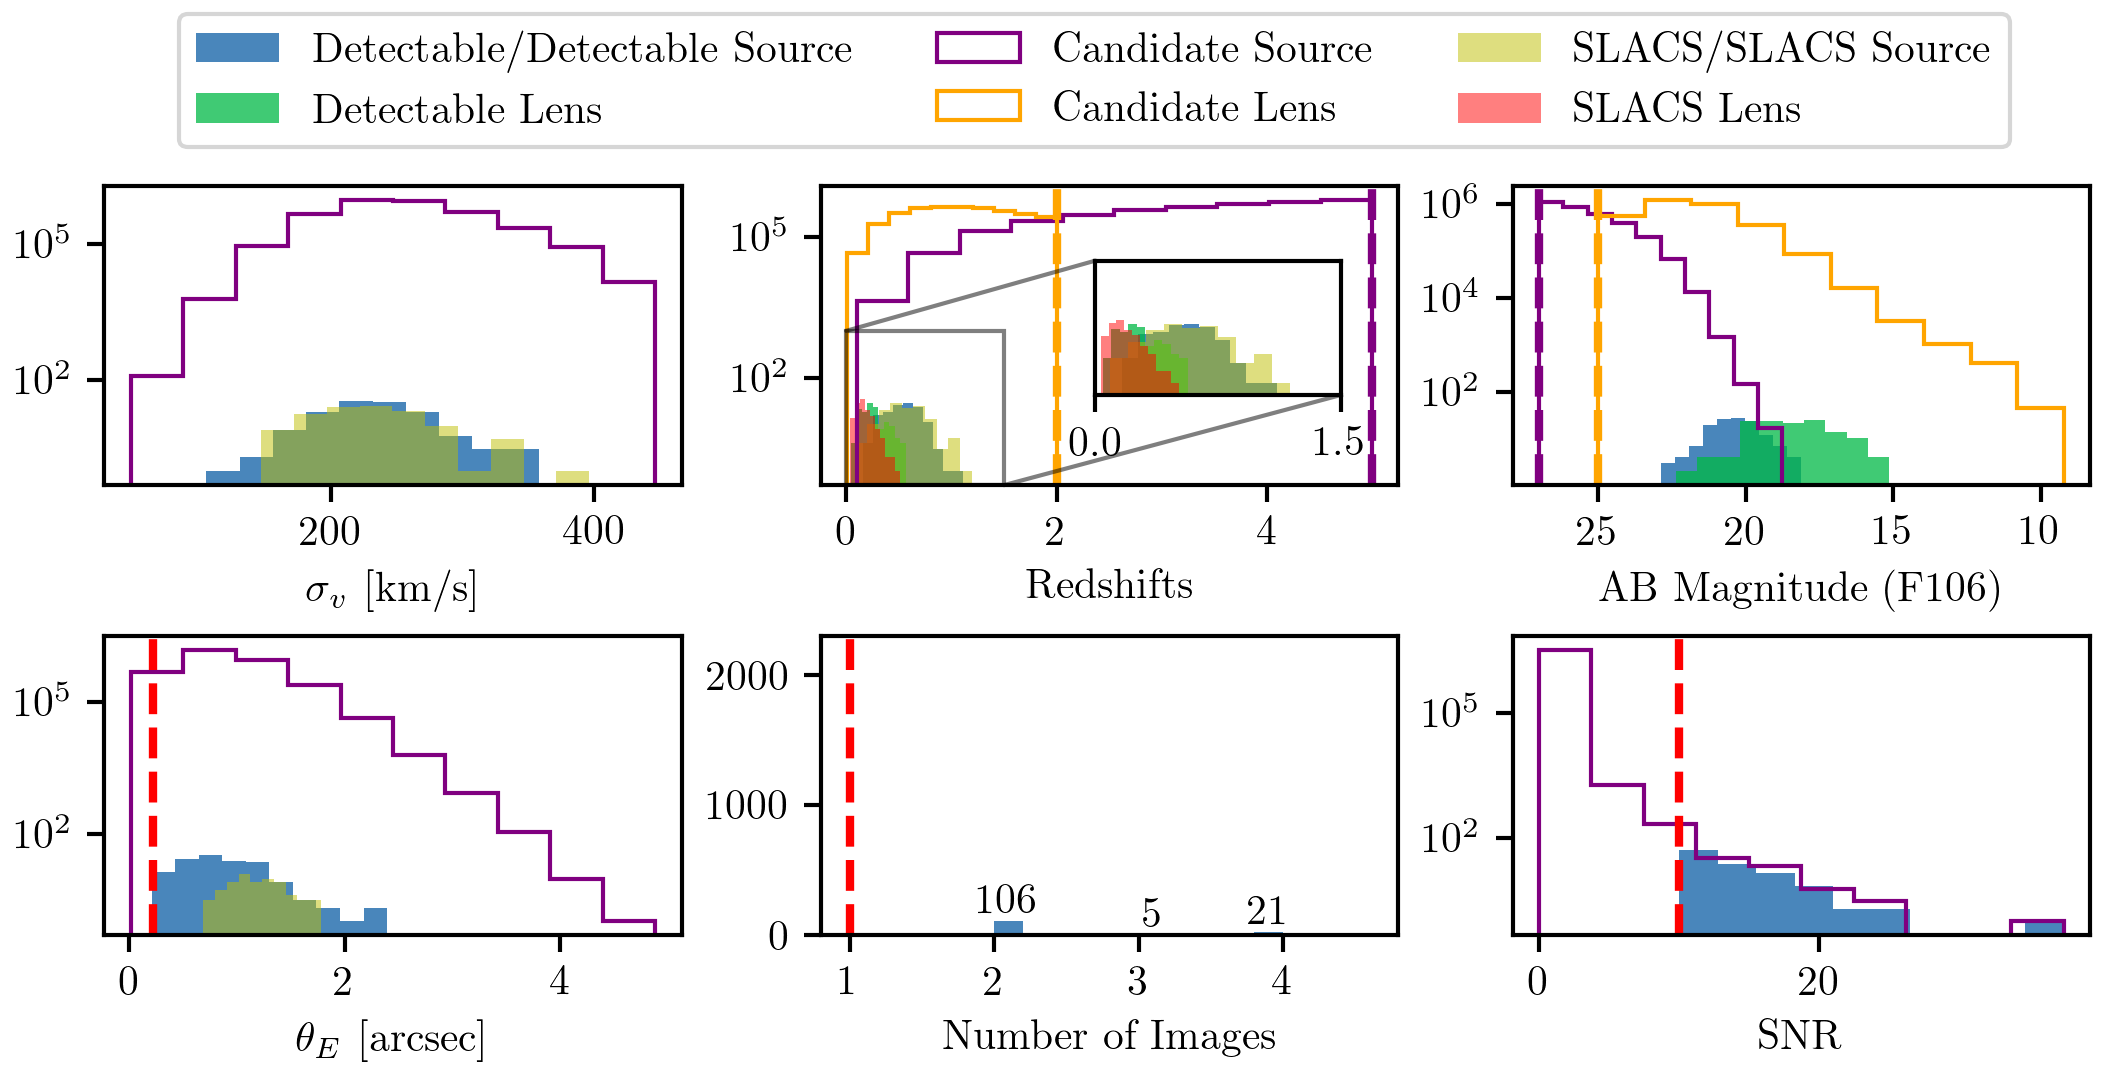 Detectable/Detectable Source Candidate Source SLACS/SLACS Source
Detectable Lens Candidate Lens SLACS Lens
10^5
10^2
200 400
σ_v [km/s]
10^5
10^2
0.0 1.5
0 2 4
Redshifts
10^6
10^4
10^2
25 20 15 10
AB Magnitude (F106)
10^5
10^2
0 2 4
θ_E [arcsec]
2000
1000
0
106 5 21
1 2 3 4
Number of Images
10^5
10^2
0 20
SNR